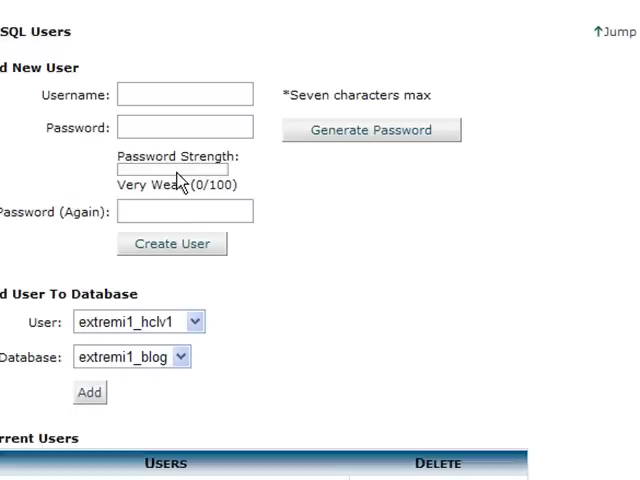 SQL Users
Jump
d New User
Username:
*Seven characters max
Password:
Generate Password
Password Strength:
Very Weak (0/100)
Password (Again):
Create User
d User To Database
User: extremi1_hclv1
Database: extremi1_blog
Add
rrent Users
USERS
DELETE